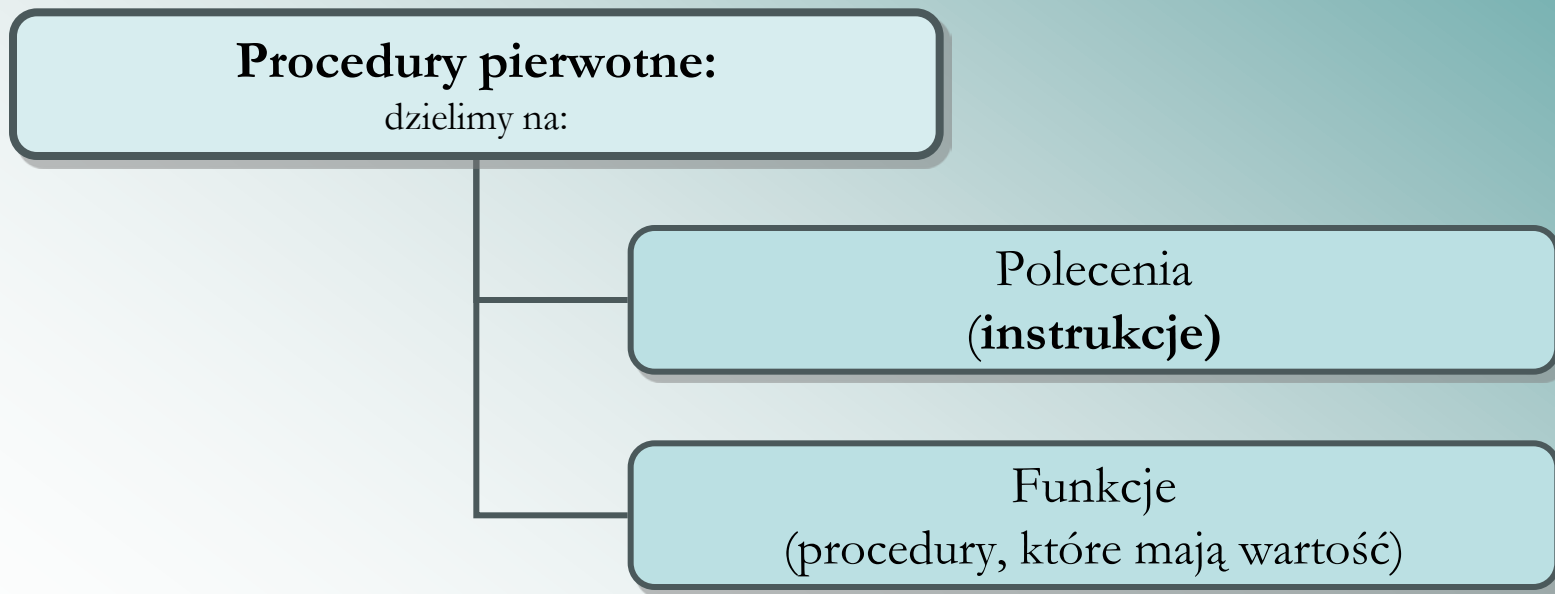 Procedury pierwotne:
dzielimy na:
Polecenia
(instrukcje)
Funkcje
(procedury, które mają wartość)